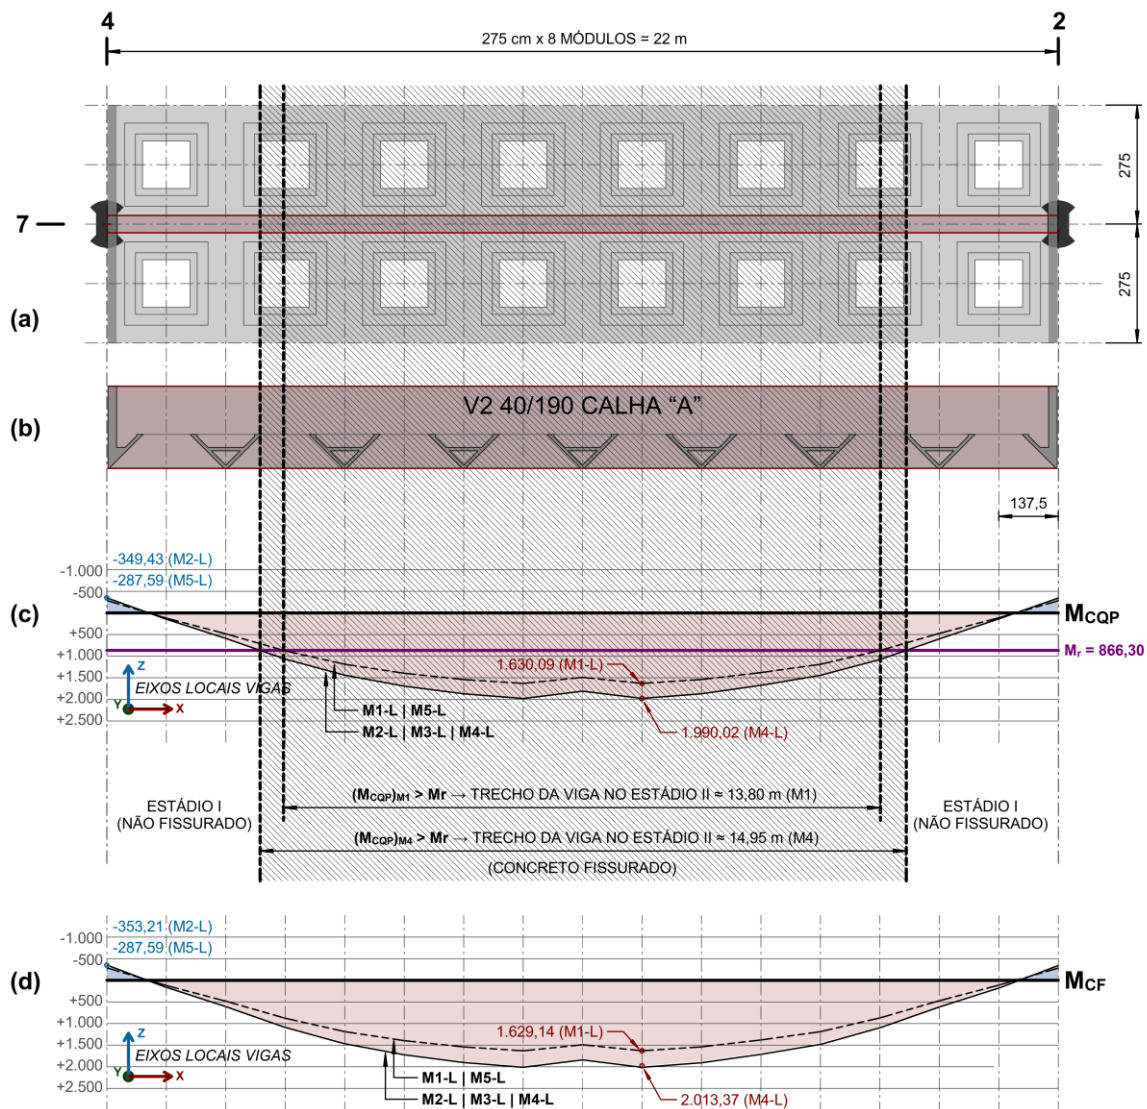 4
2
275 cm x 8 MÓDULOS = 22 m
275
7
275
(a)
V2 40/190 CALHA “A”
(b)
137,5
-349,43 (M2-L)
-1.000
-287,59 (M5-L)
-500
(c)
MCQP
+500
Mr = 866,30
+1.000
1.630,09 (M1-L)
Z
+1.500
EIXOS LOCAIS VIGAS
+2.000
Y
X
M1-L | M5-L
+2.500
M2-L | M3-L | M4-L
1.990,02 (M4-L)
(MCQP)M1 > Mr → TRECHO DA VIGA NO ESTÁDIO II ≈ 13,80 m (M1)
ESTÁDIO I
(NÃO FISSURADO)
ESTÁDIO I
(NÃO FISSURADO)
(MCQP)M4 > Mr → TRECHO DA VIGA NO ESTÁDIO II ≈ 14,95 m (M4)
(CONCRETO FISSURADO)
-353,21 (M2-L)
-1.000
-287,59 (M5-L)
-500
(d)
MCF
+500
+1.000
1.629,14 (M1-L)
Z
+1.500
EIXOS LOCAIS VIGAS
+2.000
Y
X
M1-L | M5-L
+2.500
M2-L | M3-L | M4-L
2.013,37 (M4-L)